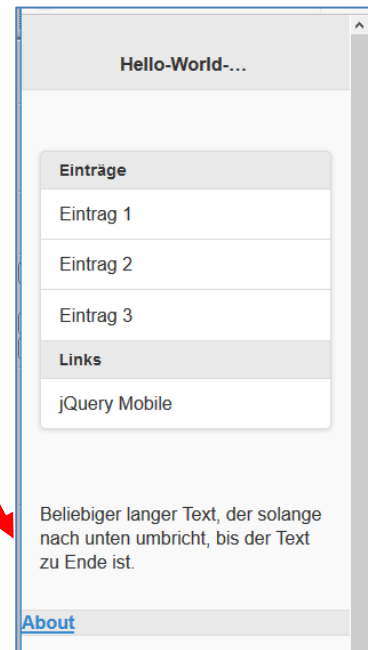 Hello-World-...
Einträge
Eintrag 1
Eintrag 2
Eintrag 3
Links
jQuery Mobile
Beliebiger langer Text, der solange
nach unten umbricht, bis der Text
zu Ende ist.
About